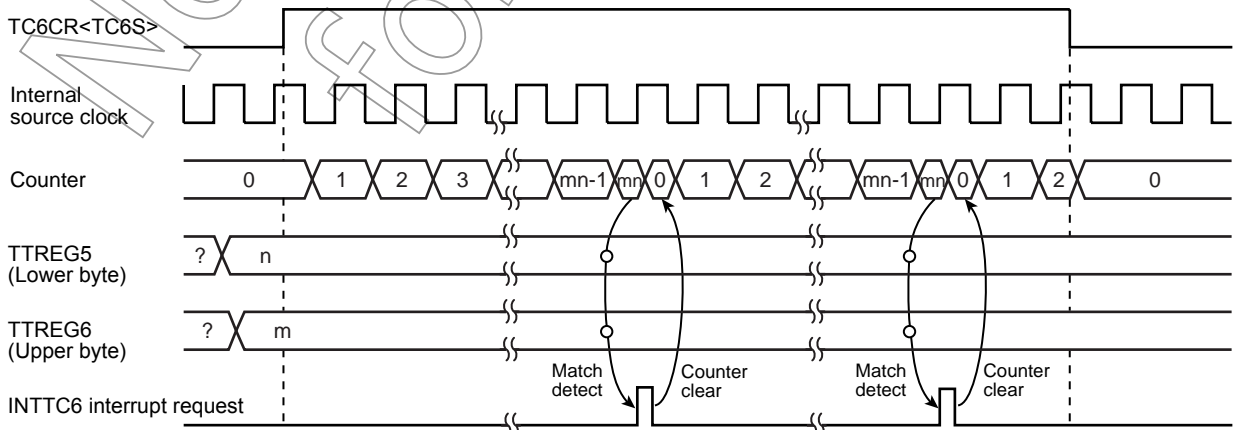 TC6CR<TC6S>
Internal
source clock
Counter
0 1 2 3 mn-1 mn 0 1 2 mn-1 mn 0 1 2 0
TTREG5
(Lower byte)
? n
TTREG6
(Upper byte)
? m
Match
detect
Counter
clear
Match
detect
Counter
clear
INTTC6 interrupt request